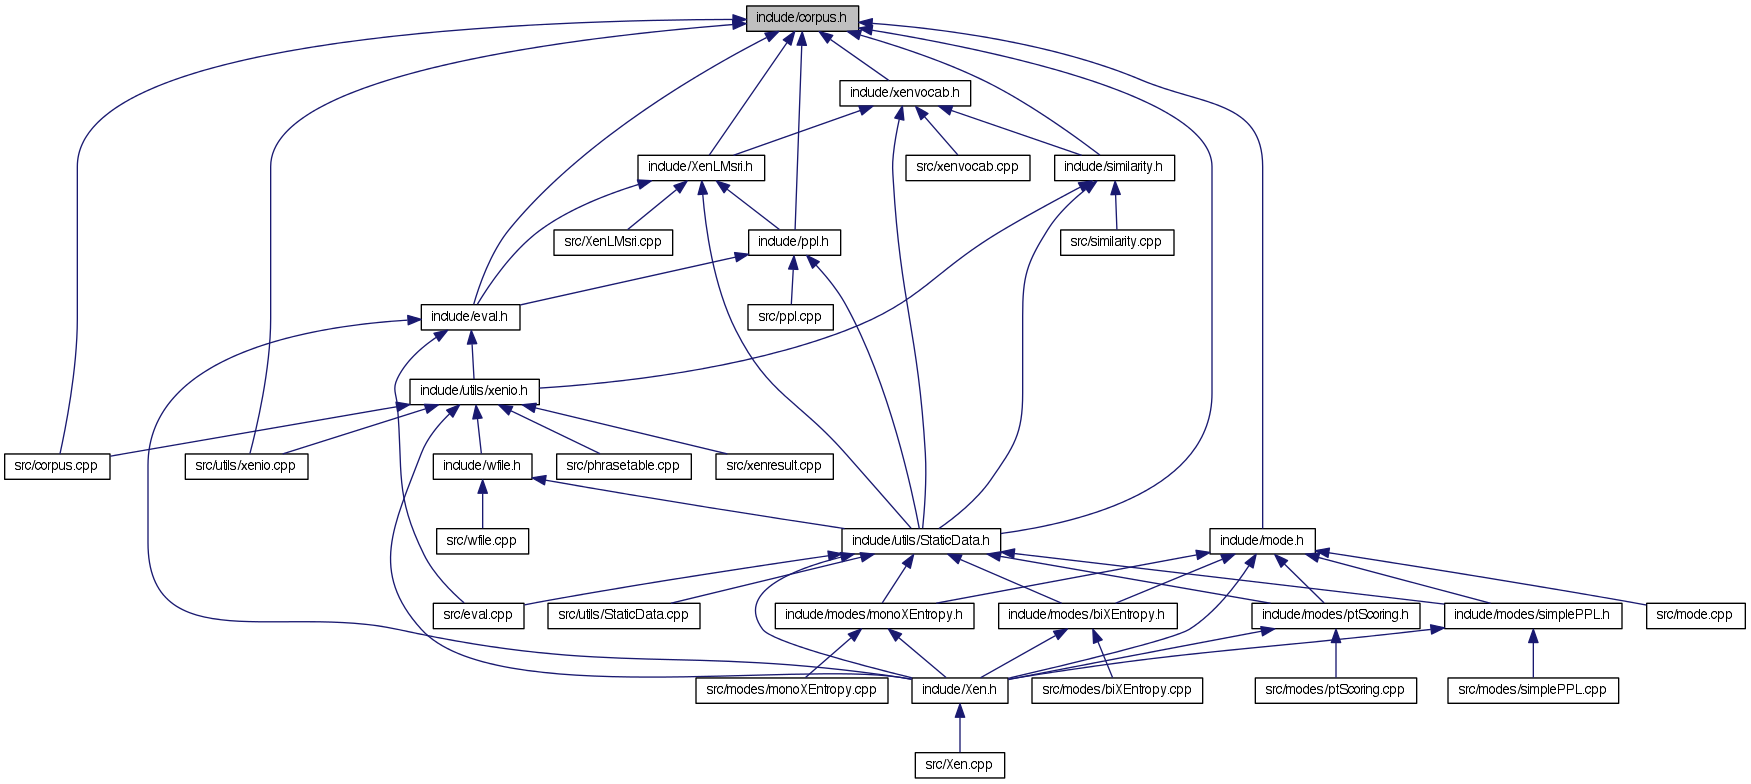 include/corpus.h
include/xenvocab.h
include/XenLMsri.h
src/xenvocab.cpp
include/similarity.h
src/XenLMsri.cpp
include/ppl.h
src/similarity.cpp
include/eval.h
src/ppl.cpp
include/utils/xenio.h
src/corpus.cpp
src/utils/xenio.cpp
include/wfile.h
src/phrasetable.cpp
src/xenresult.cpp
src/wfile.cpp
include/utils/StaticData.h
include/mode.h
src/eval.cpp
src/utils/StaticData.cpp
include/modes/monoXEntropy.h
include/modes/biXEntropy.h
include/modes/ptScoring.h
include/modes/simplePPL.h
src/mode.cpp
src/modes/monoXEntropy.cpp
include/Xen.h
src/modes/biXEntropy.cpp
src/modes/ptScoring.cpp
src/modes/simplePPL.cpp
src/Xen.cpp